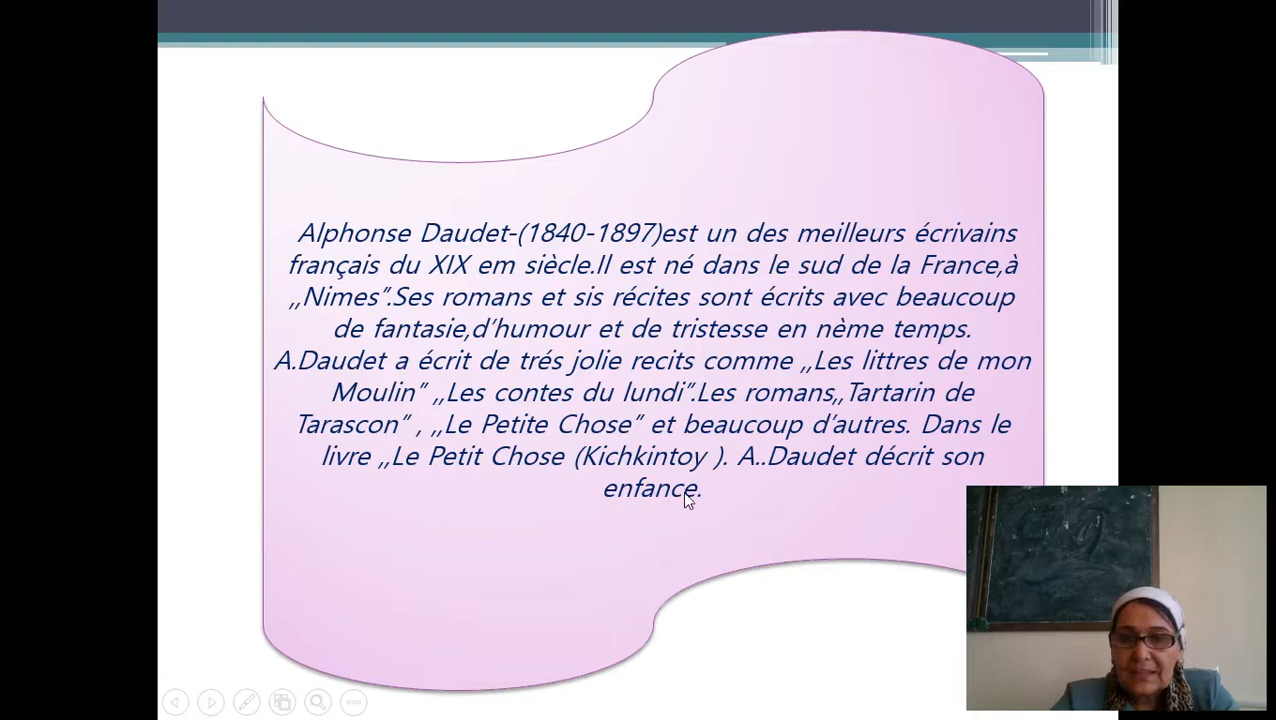 Alphonse Daudet-(1840-1897)est un des meilleurs écrivains
français du XIX em siècle.Il est né dans le sud de la France,à
,,Nimes".Ses romans et sis récites sont écrits avec beaucoup
de fantasie,d'humour et de tristesse en nème temps.
A.Daudet a écrit de trés jolie recits comme ,,Les littres de mon
Moulin" ,,Les contes du lundi".Les romans,,Tartarin de
Tarascon" , ,,Le Petite Chose" et beaucoup d'autres. Dans le
livre ,,Le Petit Chose (Kichkintoy ). A..Daudet décrit son
enfance.